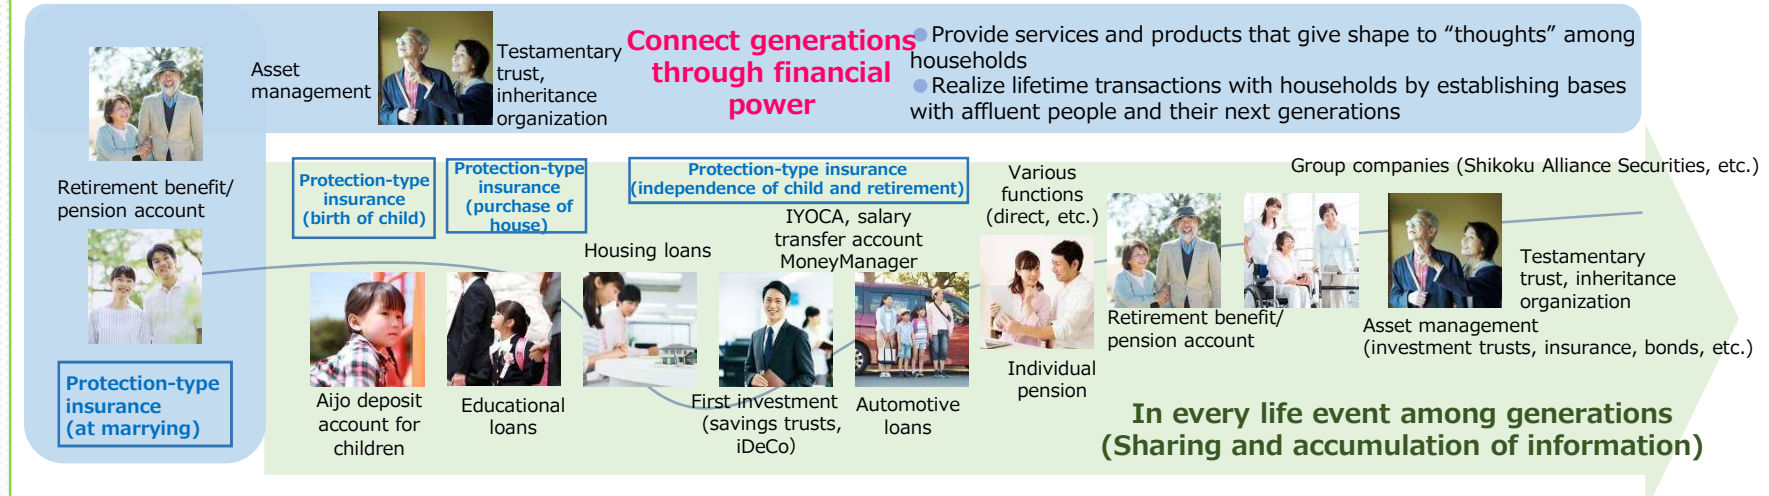 Asset
management
Testamentary
trust,
inheritance
organization
Connect generations
through financial
power
●Provide services and products that give shape to “thoughts” among
households
●Realize lifetime transactions with households by establishing bases
with affluent people and their next generations
Retirement benefit/
pension account
Protection-type
insurance
(at marrying)
Protection-type
insurance
(birth of child)
Protection-type
insurance
(purchase of
house)
Protection-type insurance
(independence of child and retirement)
Various
functions
(direct, etc.)
Group companies (Shikoku Alliance Securities, etc.)
Housing loans
IYOCA, salary
transfer account
MoneyManager
Aijo deposit
account for
children
Educational
loans
First investment
(savings trusts,
iDeCo)
Automotive
loans
Individual
pension
Retirement benefit/
pension account
Testamentary
trust, inheritance
organization
Asset management
(investment trusts, insurance, bonds, etc.)
In every life event among generations
(Sharing and accumulation of information)